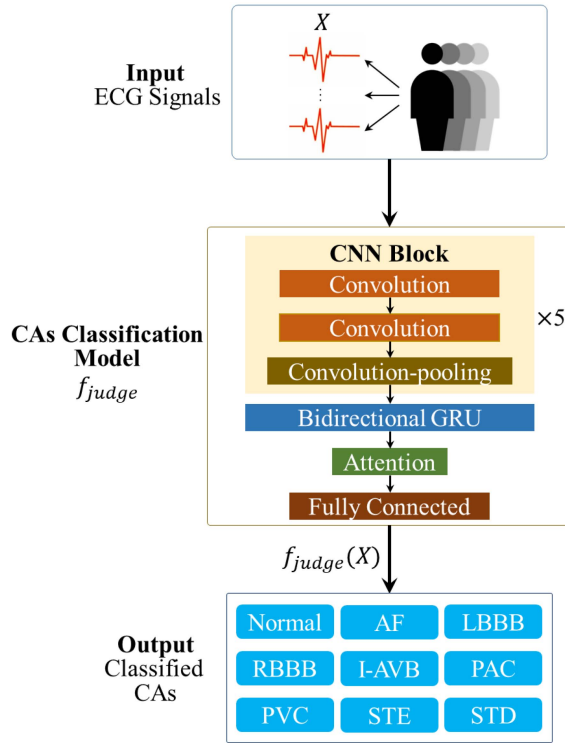 X
Input
ECG Signals
⋮
CNN Block
Convolution
Convolution
×5
Convolution-pooling
CAs Classification
Model
f_judge
Bidirectional GRU
Attention
Fully Connected
f_judge(X)
Output
Classified
CAs
Normal AF LBBB
RBBB I-AVB PAC
PVC STE STD